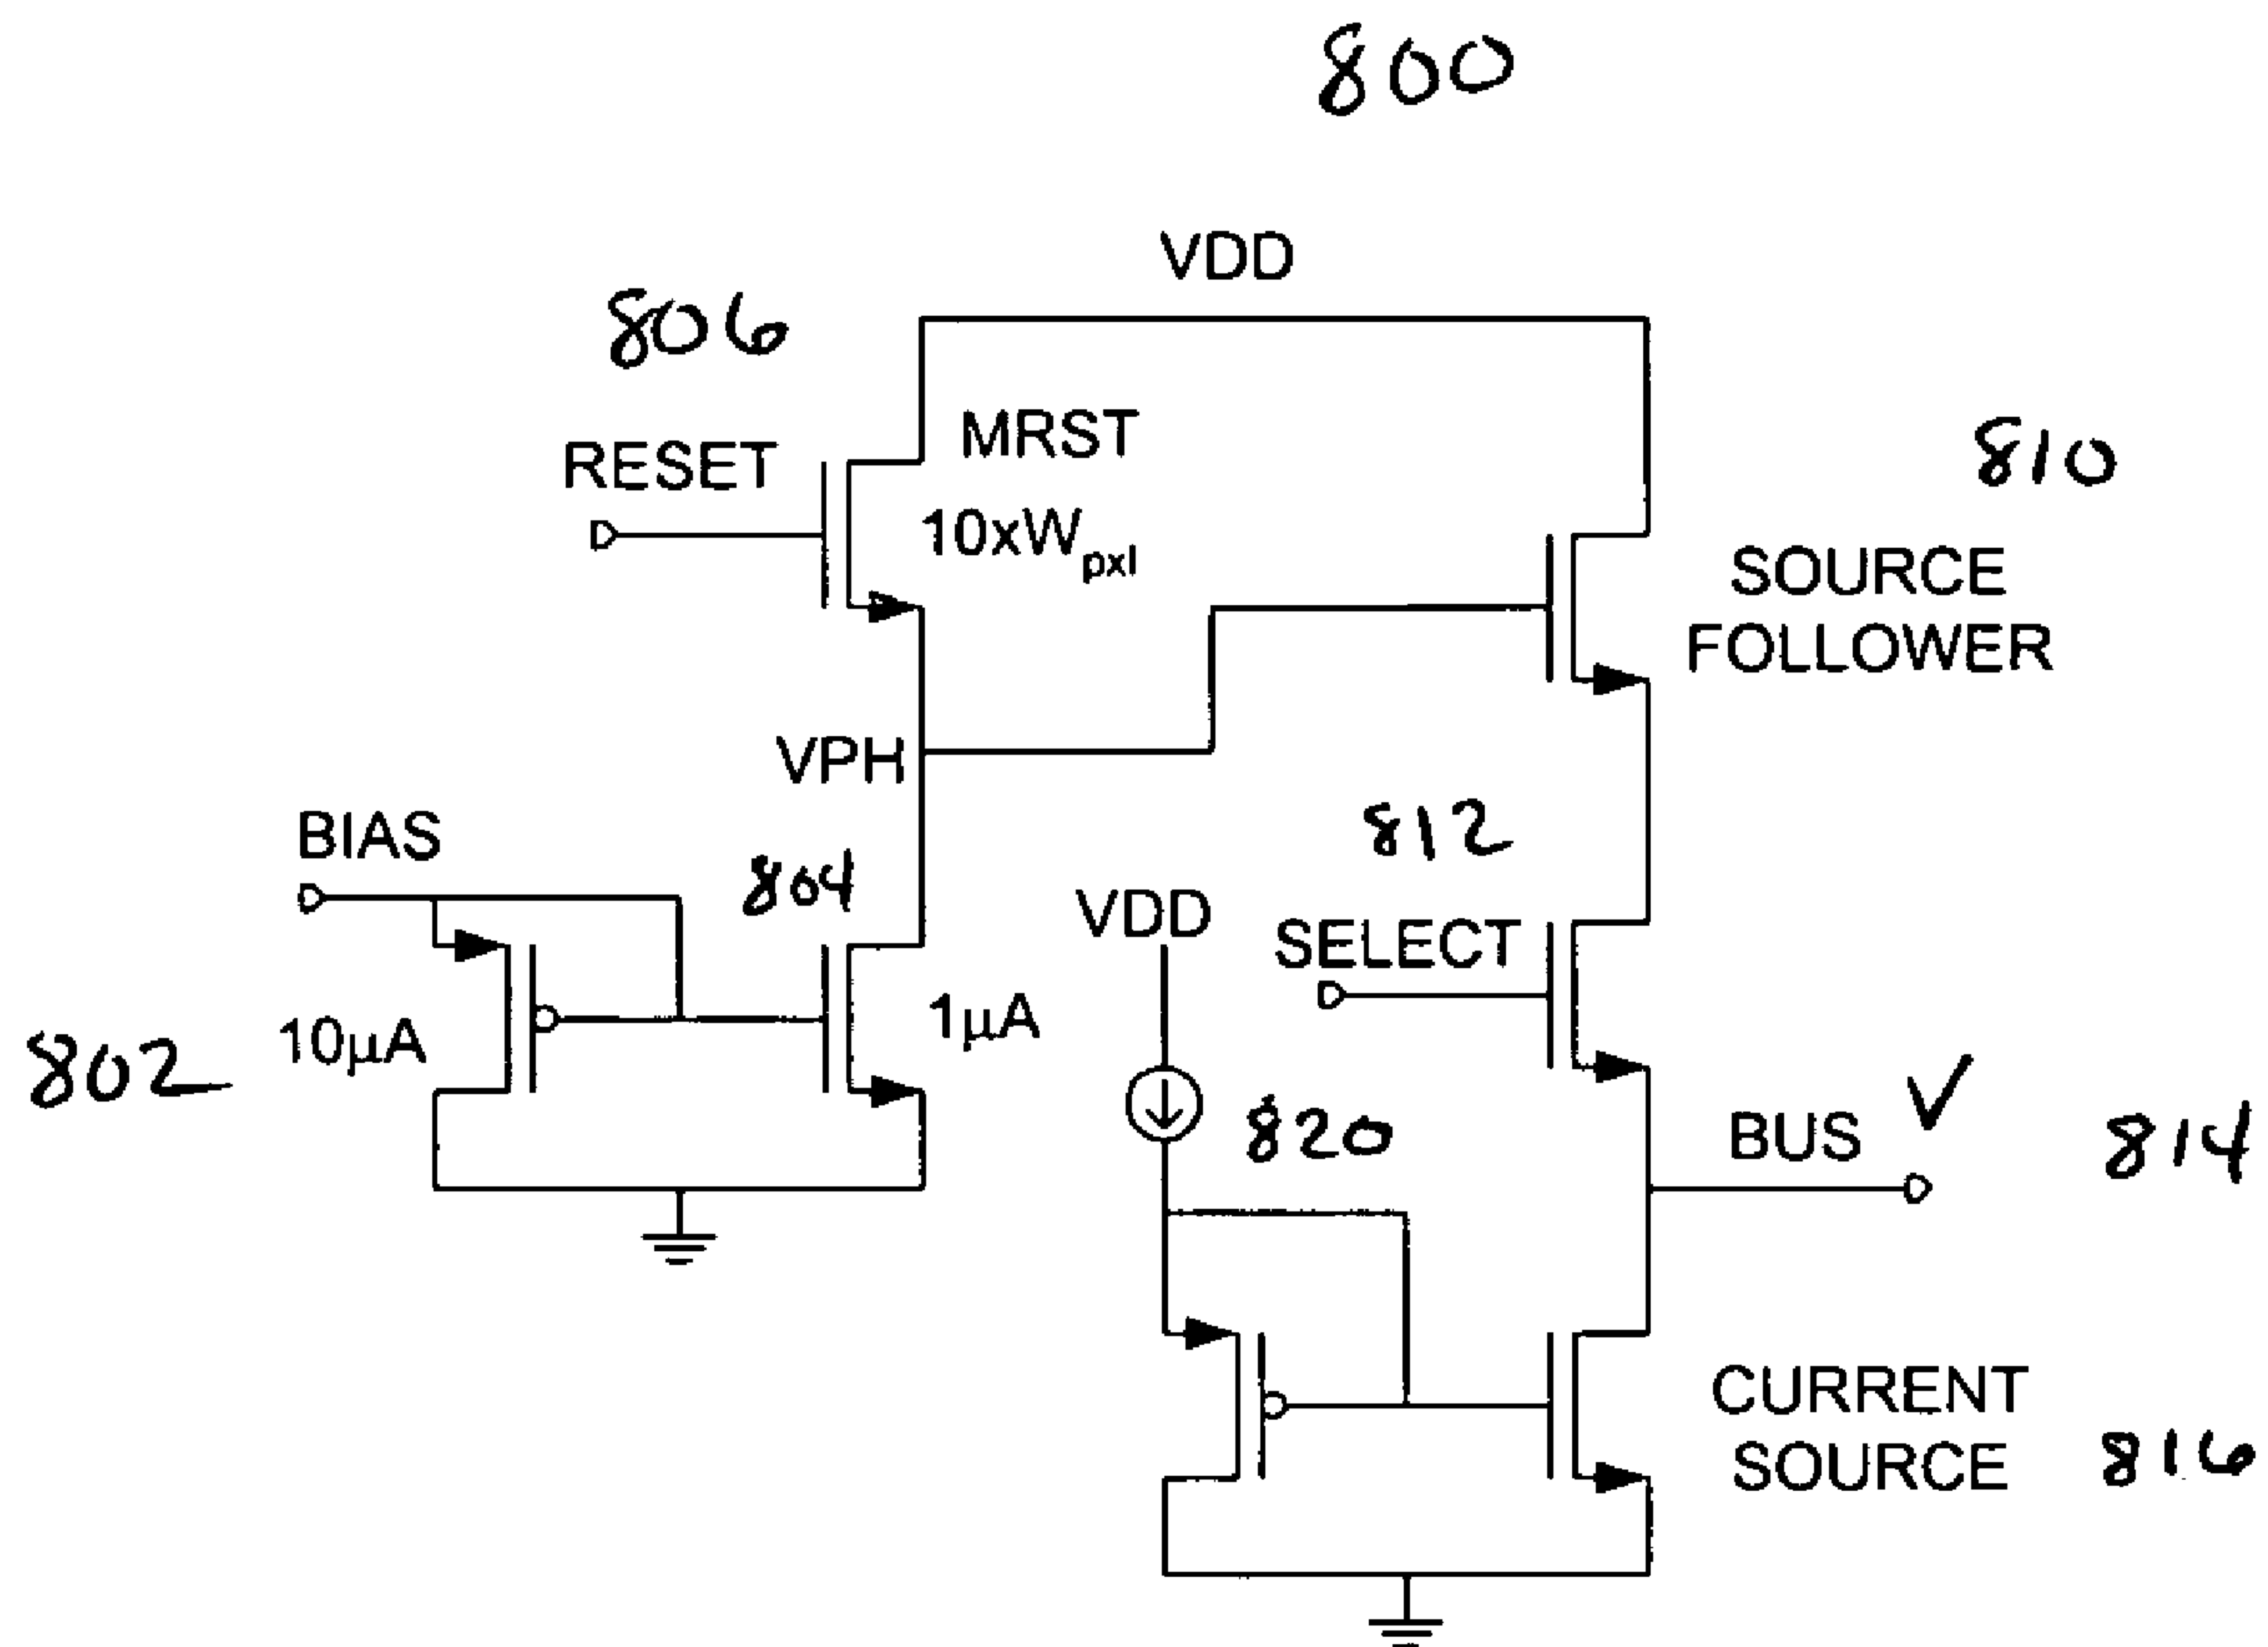 800
VDD
806
MRST
RESET
10xW_pxl
810
SOURCE
FOLLOWER
VPH
812
BIAS
804
VDD
SELECT
1µA
10µA
802
820
BUS V
814
CURRENT
SOURCE
816